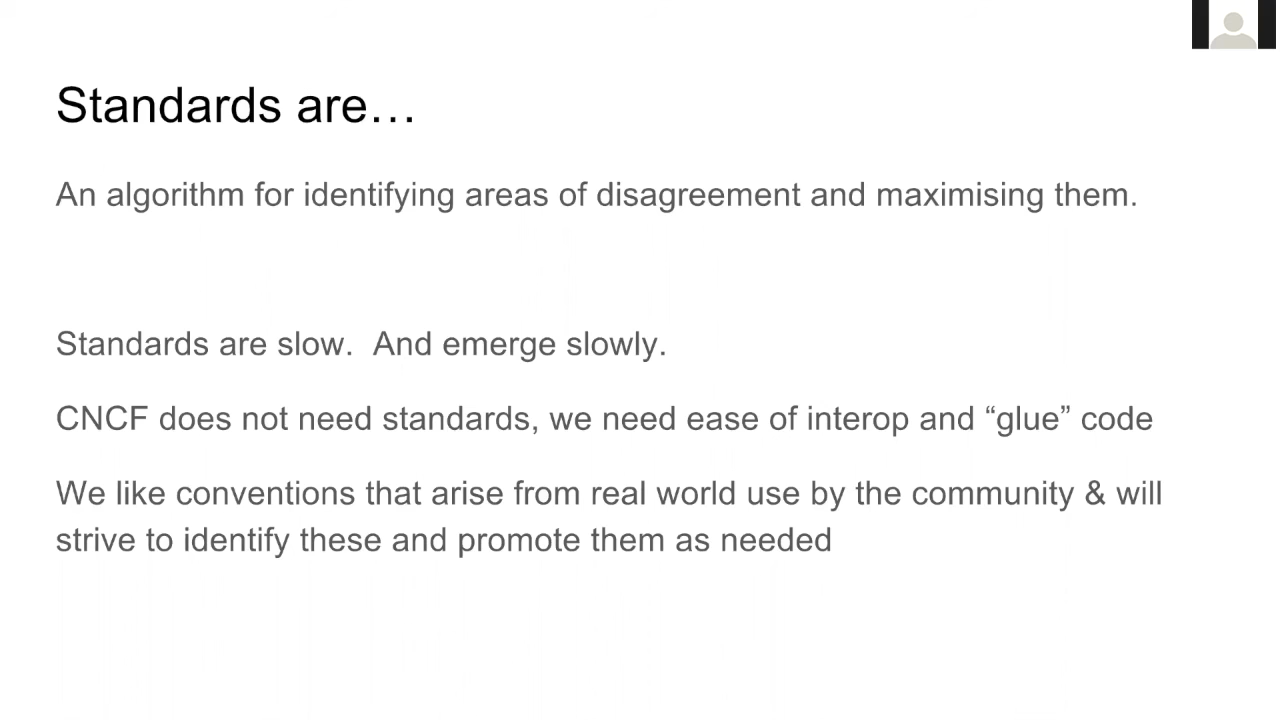 Standards are…
An algorithm for identifying areas of disagreement and maximising them.
Standards are slow.  And emerge slowly.
CNCF does not need standards, we need ease of interop and “glue” code
We like conventions that arise from real world use by the community & will
strive to identify these and promote them as needed